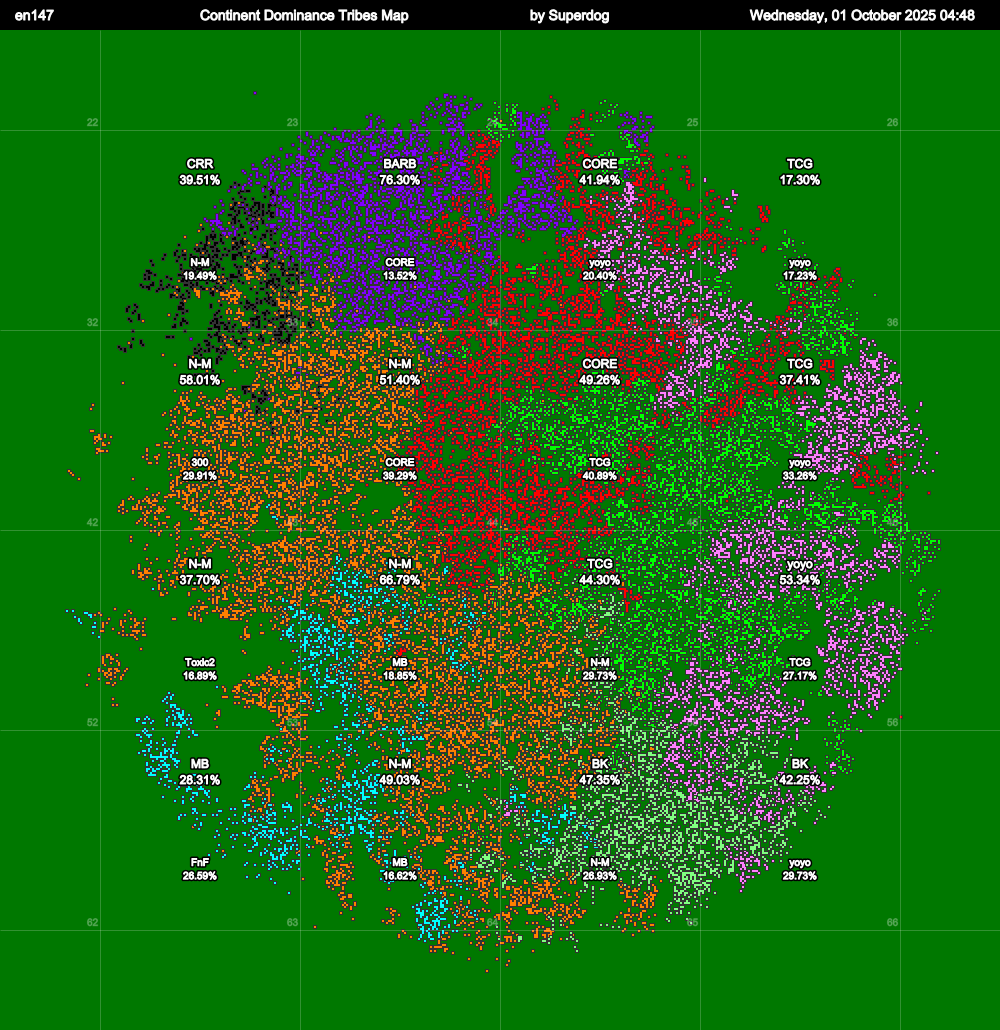 en147 Continent Dominance Tribes Map by Superdog Wednesday, 01 October 2025 04:48
22 23 25 26
CRR BARB CORE TCG
39.51% 76.30% 41.94% 17.30%
N-M CORE yoyo yoyo
19.49% 13.52% 20.40% 17.23%
32 34 36
N-M N-M CORE TCG
58.01% 51.40% 49.26% 37.41%
300 CORE TCG yoyo
29.91% 39.29% 40.89% 33.26%
42 44
N-M N-M TCG yoyo
37.70% 66.79% 44.30% 53.34%
Toxic2 MB N-M TCG
16.89% 18.85% 29.73% 27.17%
52 56
MB N-M BK BK
28.31% 49.03% 47.35% 42.25%
FnF MB N-M yoyo
26.59% 16.62% 26.93% 29.73%
62 63 64 65 66